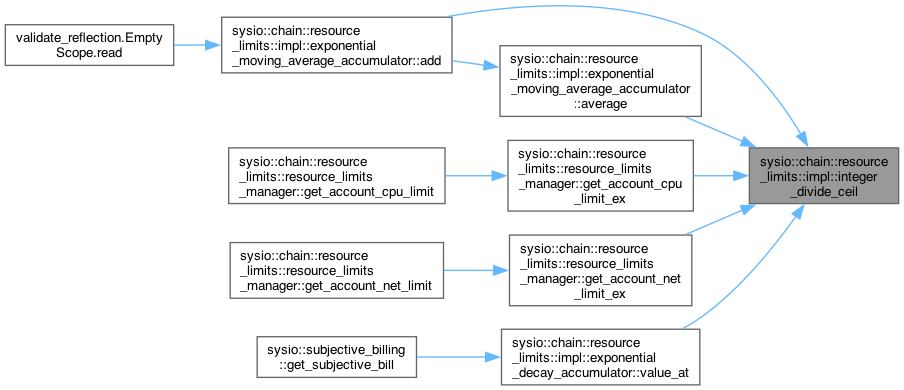 validate_reflection.Empty
Scope.read
sysio::chain::resource
_limits::impl::exponential
_moving_average_accumulator::add
sysio::chain::resource
_limits::impl::exponential
_moving_average_accumulator
::average
sysio::chain::resource
_limits::resource_limits
_manager::get_account_cpu_limit
sysio::chain::resource
_limits::resource_limits
_manager::get_account_cpu
_limit_ex
sysio::chain::resource
_limits::impl::integer
_divide_ceil
sysio::chain::resource
_limits::resource_limits
_manager::get_account_net_limit
sysio::chain::resource
_limits::resource_limits
_manager::get_account_net
_limit_ex
sysio::subjective_billing
::get_subjective_bill
sysio::chain::resource
_limits::impl::exponential
_decay_accumulator::value_at